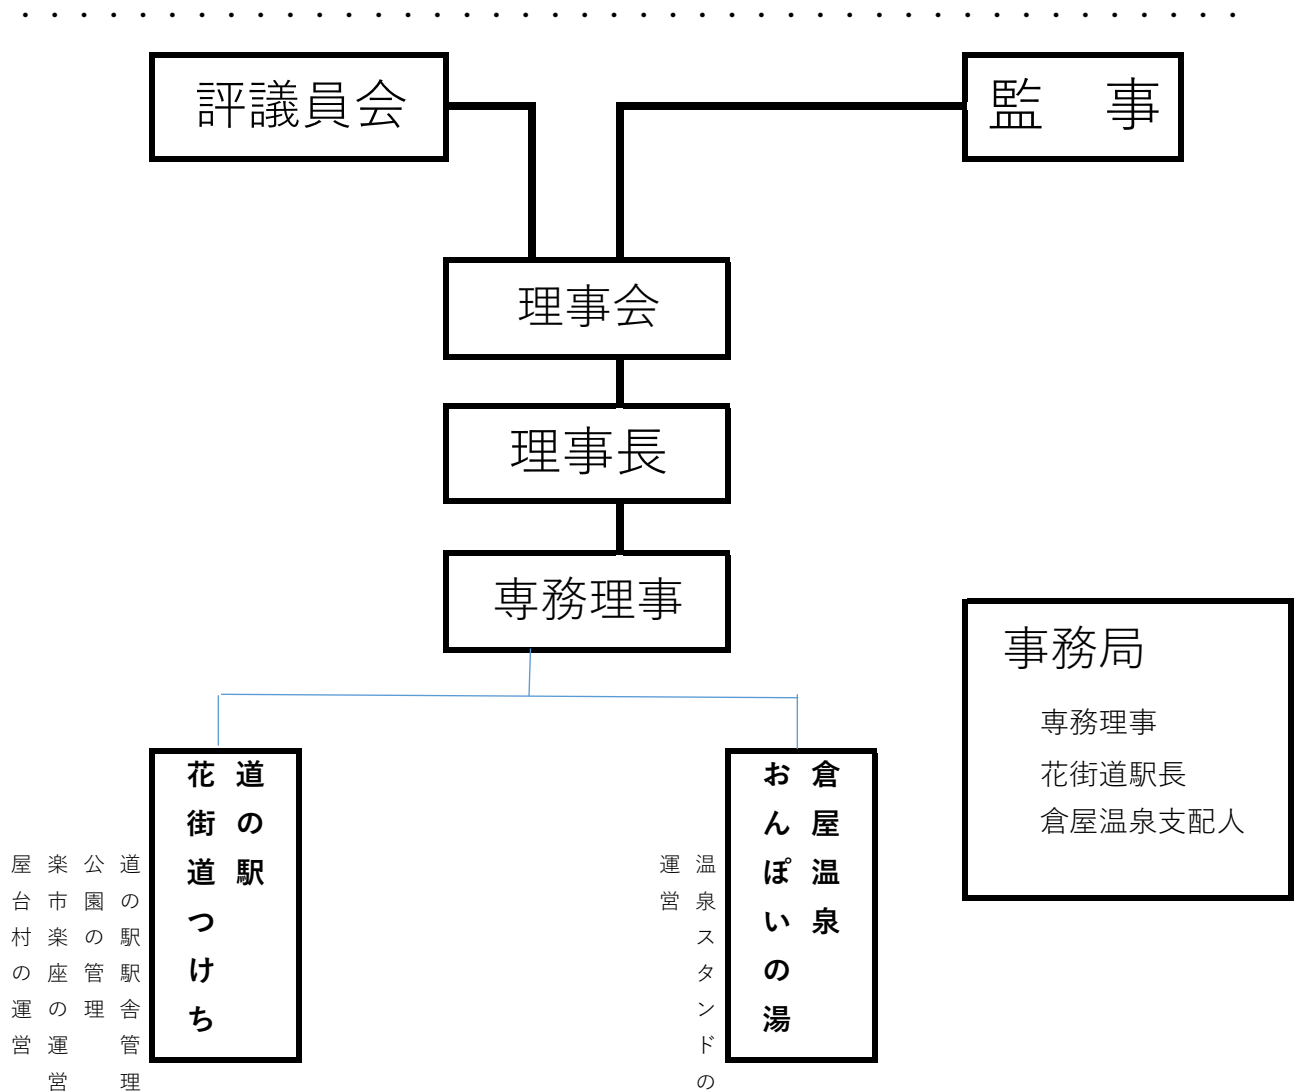 評議員会
監 事
理事会
理事長
専務理事
事務局
専務理事
花街道駅長
倉屋温泉支配人
道の駅
花街道つけち
道の駅駅舎管理
公園の管理
楽市楽座の運営
屋台村の運営
倉屋温泉
おんぽいの湯
温泉スタンドの
運営